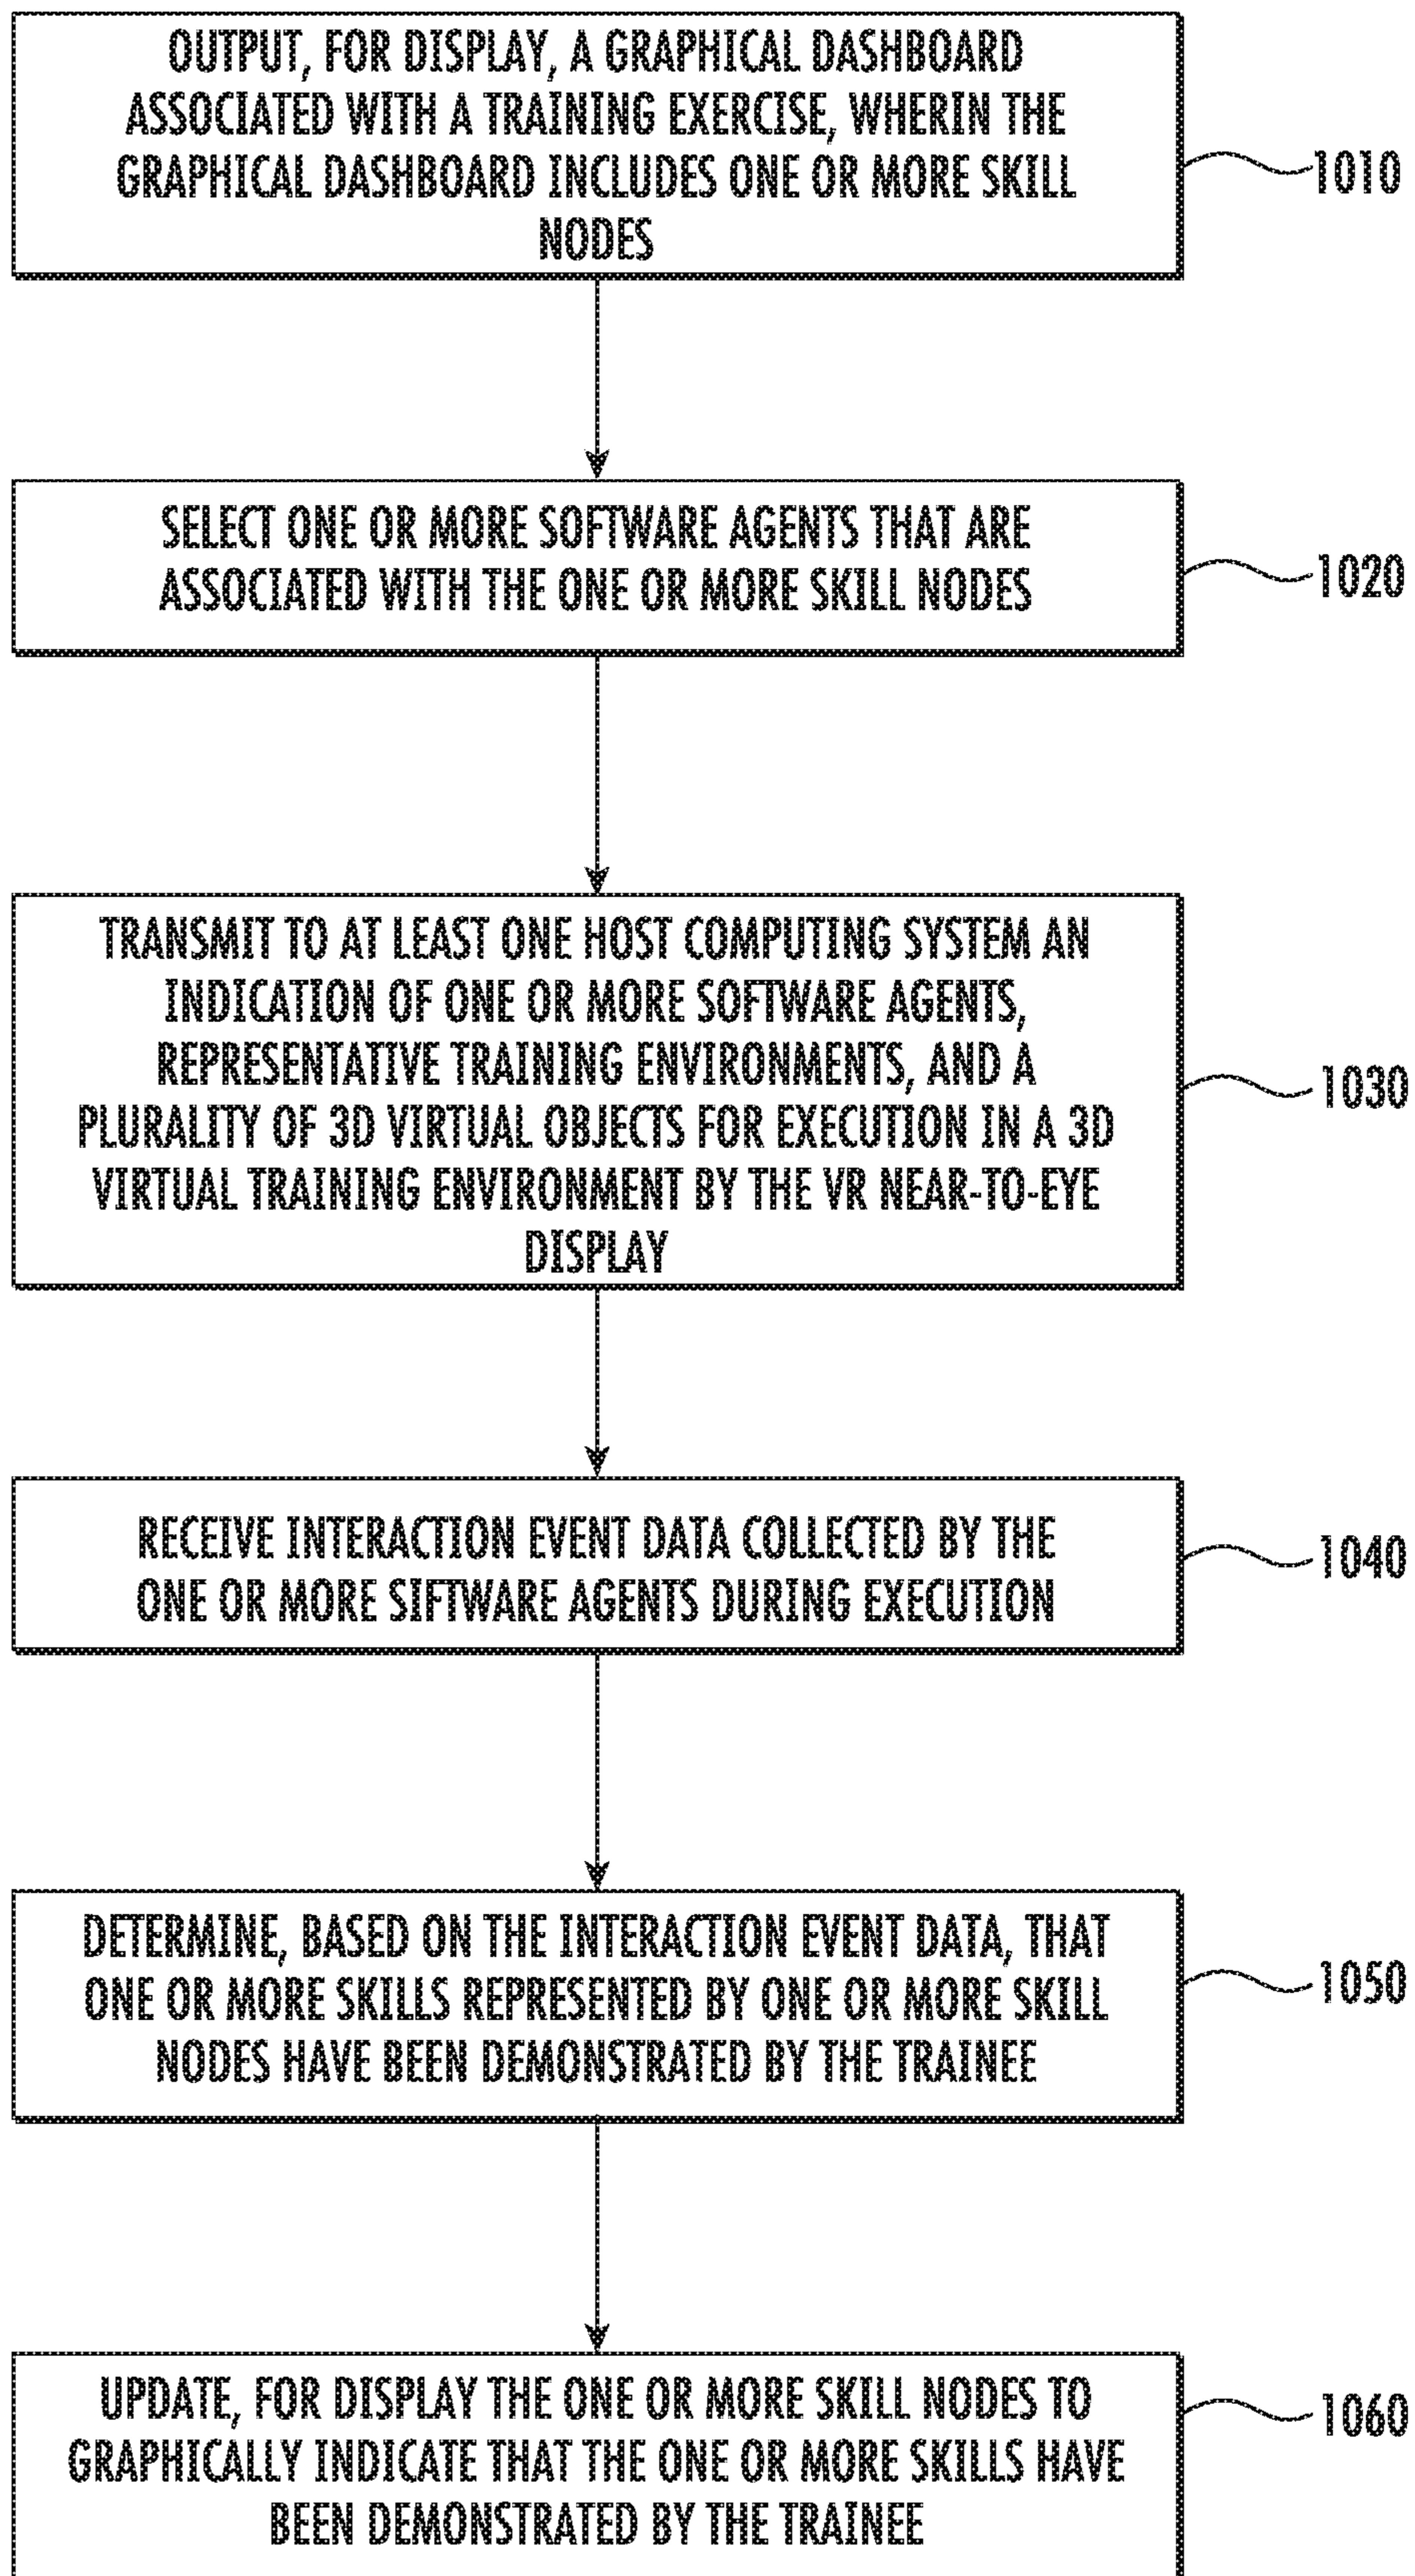 OUTPUT, FOR DISPLAY, A GRAPHICAL DASHBOARD
ASSOCIATED WITH A TRAINING EXERCISE, WHERIN THE
GRAPHICAL DASHBOARD INCLUDES ONE OR MORE SKILL
NODES
1010
SELECT ONE OR MORE SOFTWARE AGENTS THAT ARE
ASSOCIATED WITH THE ONE OR MORE SKILL NODES
1020
TRANSMIT TO AT LEAST ONE HOST COMPUTING SYSTEM AN
INDICATION OF ONE OR MORE SOFTWARE AGENTS,
REPRESENTATIVE TRAINING ENVIRONMENTS, AND A
PLURALITY OF 3D VIRTUAL OBJECTS FOR EXECUTION IN A 3D
VIRTUAL TRAINING ENVIRONMENT BY THE VR NEAR-TO-EYE
DISPLAY
1030
RECEIVE INTERACTION EVENT DATA COLLECTED BY THE
ONE OR MORE SIFTWARE AGENTS DURING EXECUTION
1040
DETERMINE, BASED ON THE INTERACTION EVENT DATA, THAT
ONE OR MORE SKILLS REPRESENTED BY ONE OR MORE SKILL
NODES HAVE BEEN DEMONSTRATED BY THE TRAINEE
1050
UPDATE, FOR DISPLAY THE ONE OR MORE SKILL NODES TO
GRAPHICALLY INDICATE THAT THE ONE OR MORE SKILLS HAVE
BEEN DEMONSTRATED BY THE TRAINEE
1060